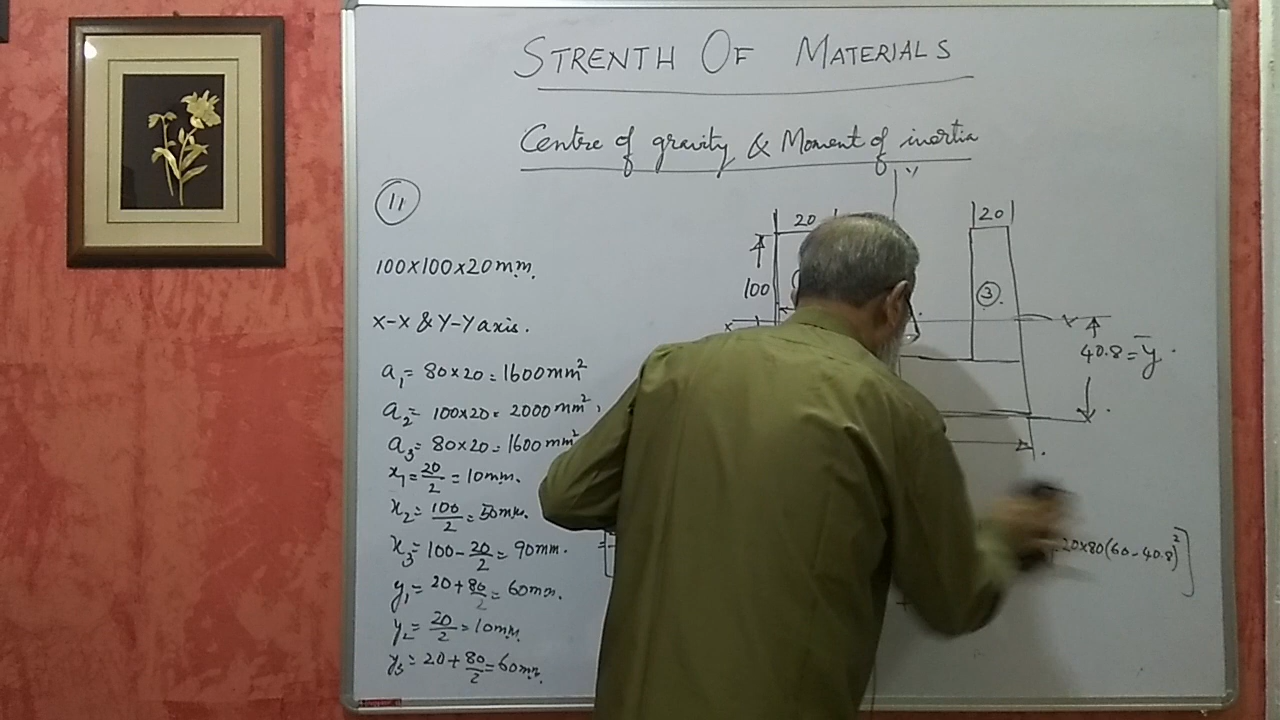 STRENTH OF MATERIALS
Centre of gravity & Moment of inertia
11
100x100x20mm.
X-X & Y-Y axis.
a1 = 80x20 = 1600mm²
a2 = 100x20 = 2000mm²
a3 = 80x20 = 1600mm²
x1 = 20/2 = 10mm.
x2 = 100/2 = 50mm.
x3 = 100 - 20/2 = 90mm.
y1 = 20 + 80/2 = 60mm.
y2 = 20/2 = 10mm.
y3 = 20 + 80/2 = 60mm.
Y
20
20
100
3
X
X
40.8 = ȳ
20x80(60-40.8)²]